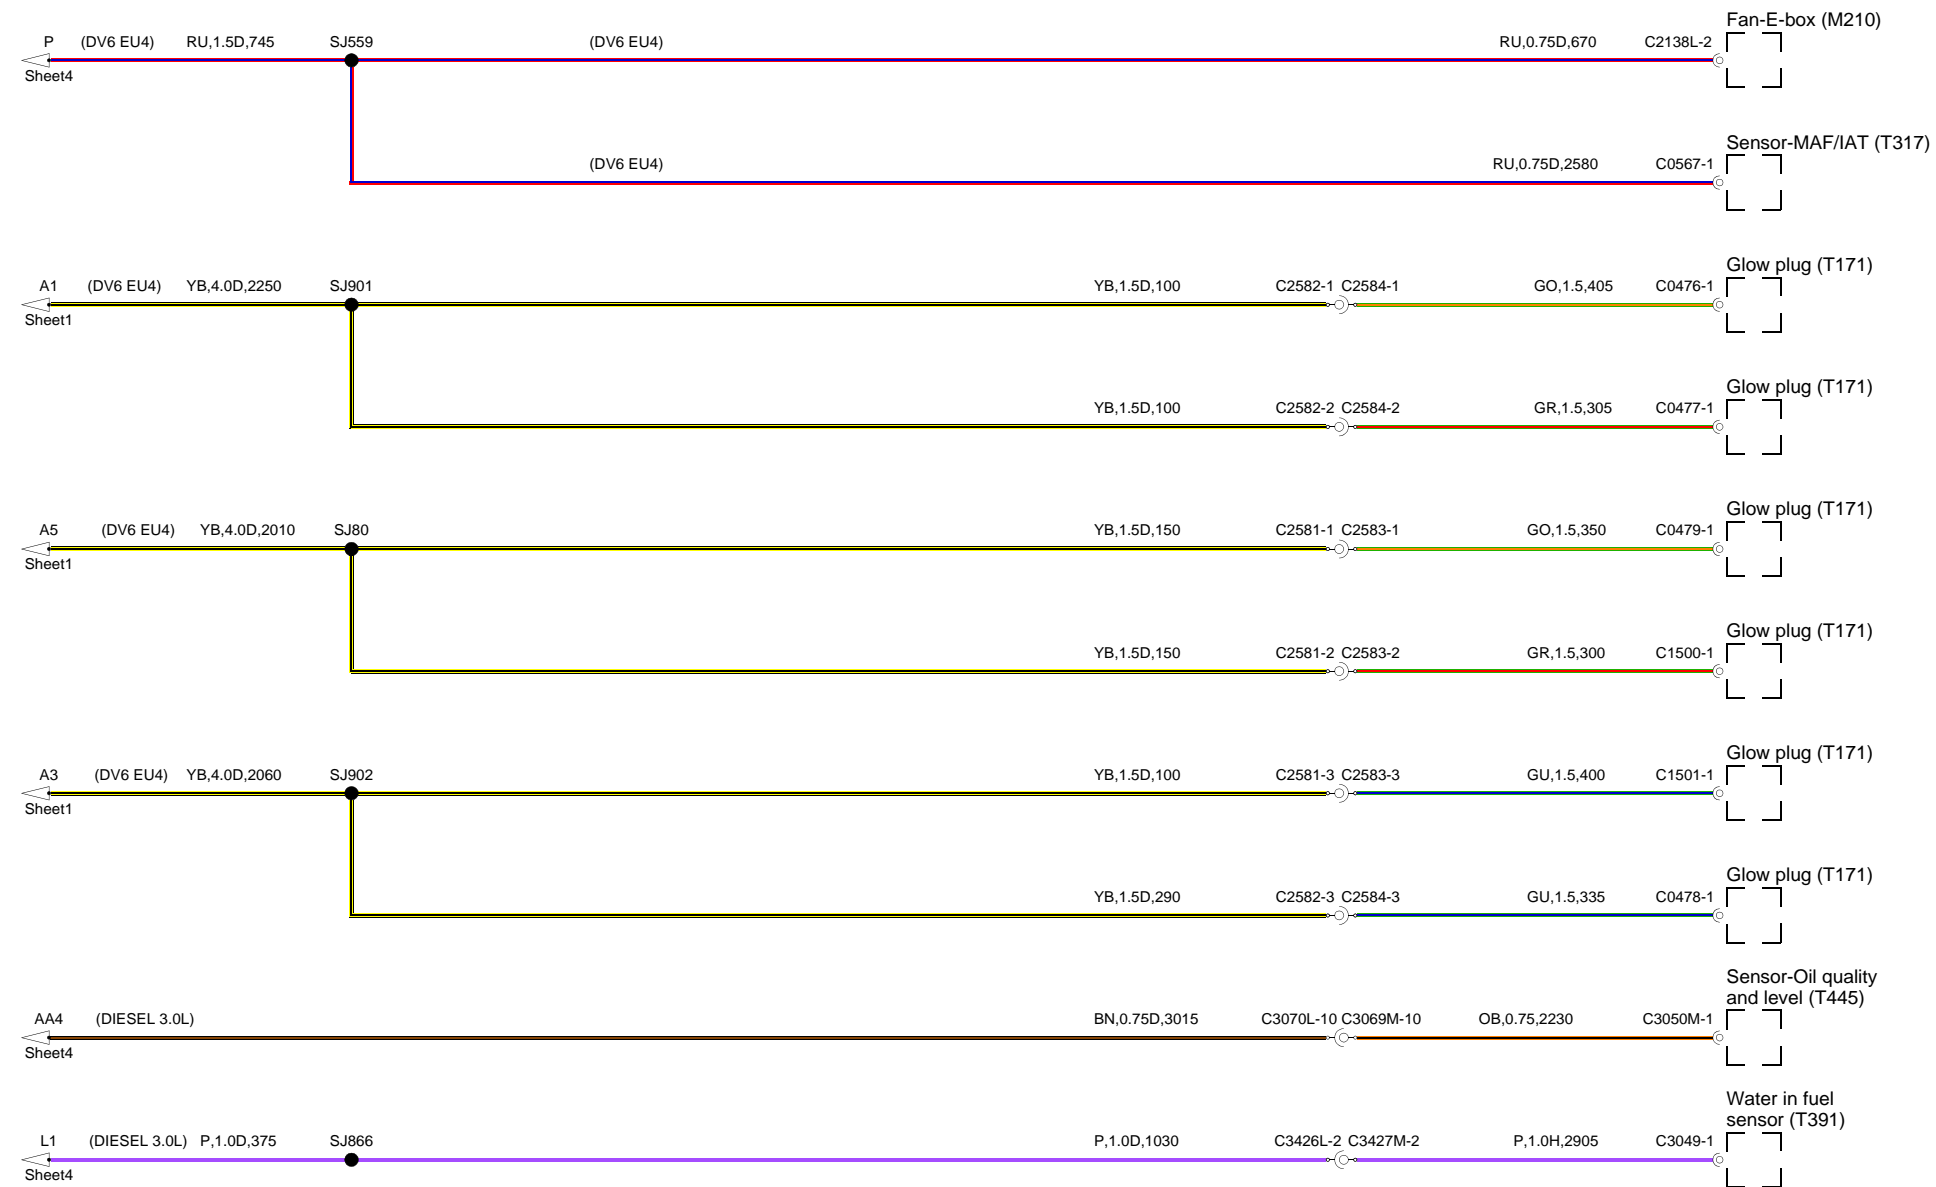 Fan-E-box (M210)
P (DV6 EU4) RU,1.5D,745 SJ559 (DV6 EU4) RU,0.75D,670 C2138L-2
Sheet4
Sensor-MAF/IAT (T317)
(DV6 EU4) RU,0.75D,2580 C0567-1
Glow plug (T171)
A1 (DV6 EU4) YB,4.0D,2250 SJ901 YB,1.5D,100 C2582-1 C2584-1 GO,1.5,405 C0476-1
Sheet1
Glow plug (T171)
YB,1.5D,100 C2582-2 C2584-2 GR,1.5,305 C0477-1
Glow plug (T171)
A5 (DV6 EU4) YB,4.0D,2010 SJ80 YB,1.5D,150 C2581-1 C2583-1 GO,1.5,350 C0479-1
Sheet1
Glow plug (T171)
YB,1.5D,150 C2581-2 C2583-2 GR,1.5,300 C1500-1
Glow plug (T171)
A3 (DV6 EU4) YB,4.0D,2060 SJ902 YB,1.5D,100 C2581-3 C2583-3 GU,1.5,400 C1501-1
Sheet1
Glow plug (T171)
YB,1.5D,290 C2582-3 C2584-3 GU,1.5,335 C0478-1
Sensor-Oil quality
and level (T445)
AA4 (DIESEL 3.0L) BN,0.75D,3015 C3070L-10 C3069M-10 OB,0.75,2230 C3050M-1
Sheet4
Water in fuel
sensor (T391)
L1 (DIESEL 3.0L) P,1.0D,375 SJ866 P,1.0D,1030 C3426L-2 C3427M-2 P,1.0H,2905 C3049-1
Sheet4